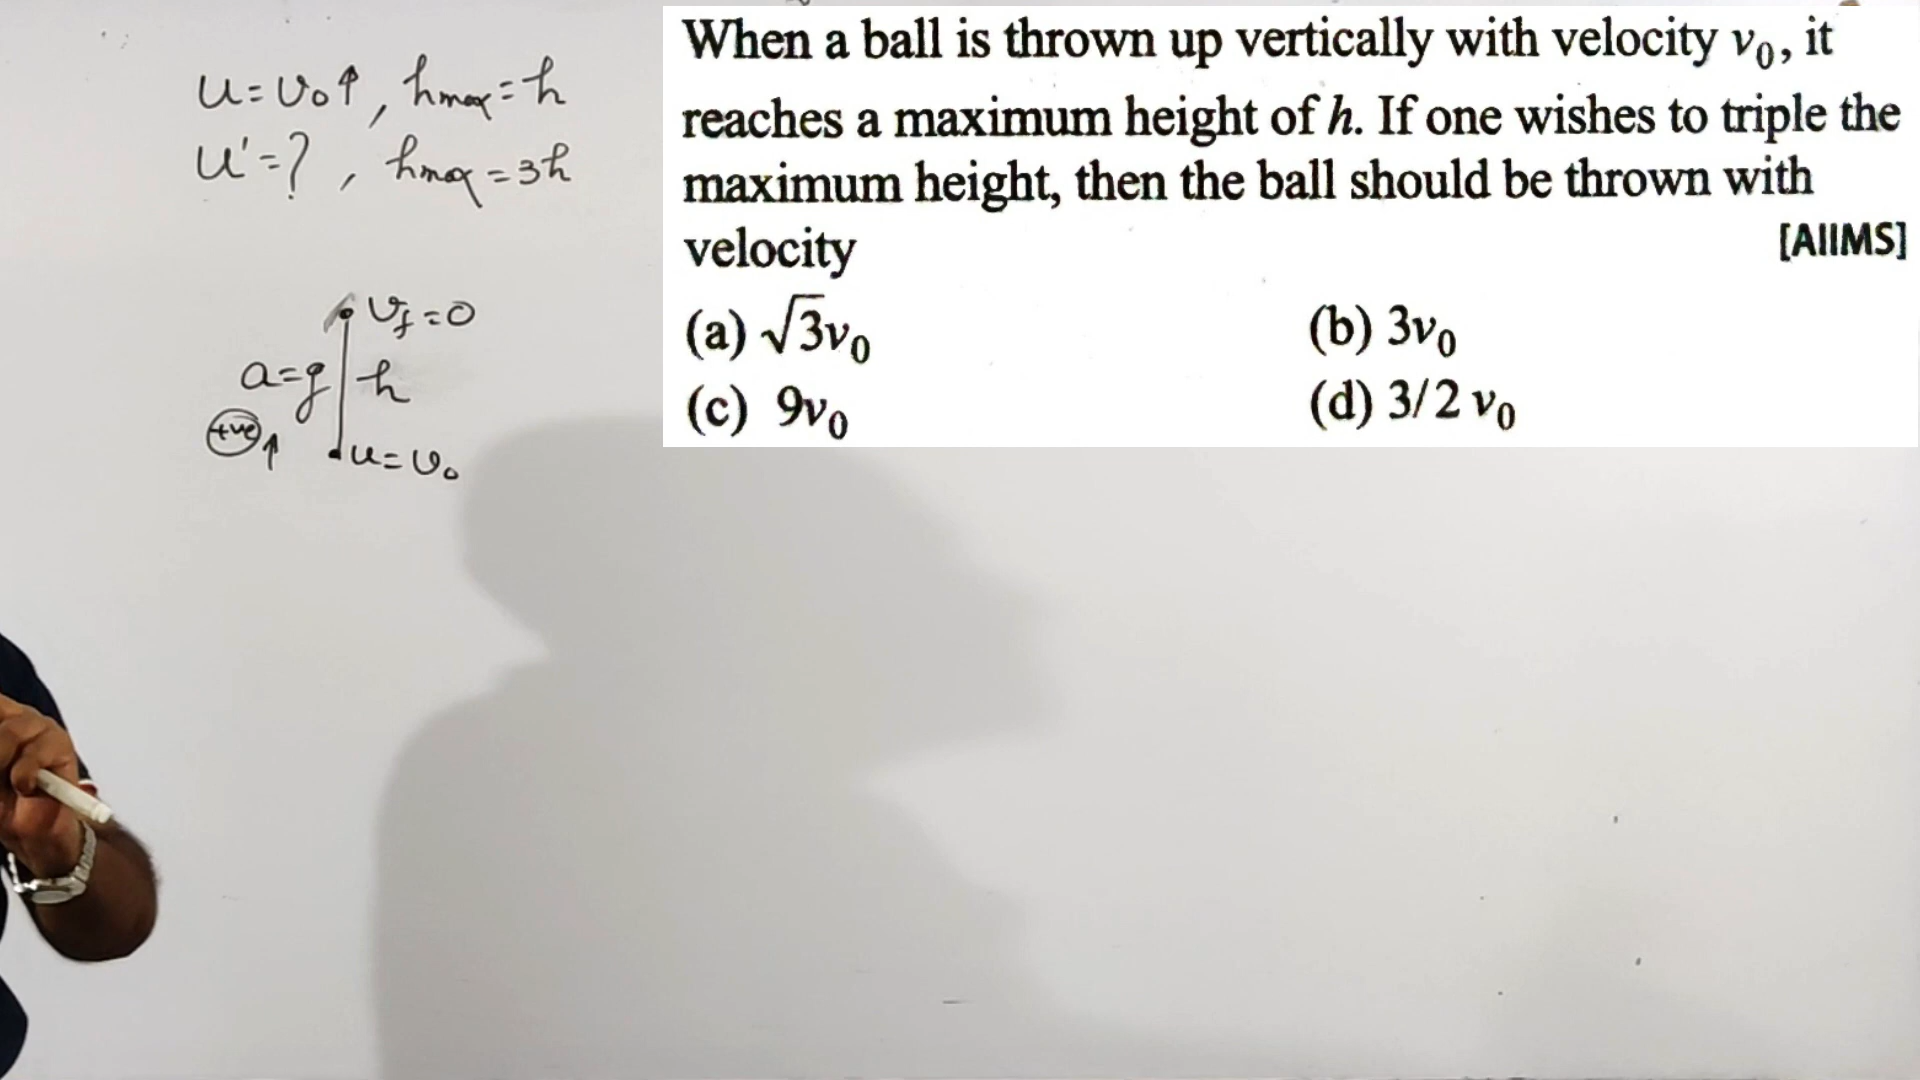 u = v₀↑, hmax = h
u' = ?, hmax = 3h
vf = 0
a = g
h
+ve ↑
u = v₀
When a ball is thrown up vertically with velocity v₀, it
reaches a maximum height of h. If one wishes to triple the
maximum height, then the ball should be thrown with
velocity [AIIMS]
(a) √3v₀ (b) 3v₀
(c) 9v₀ (d) 3/2 v₀